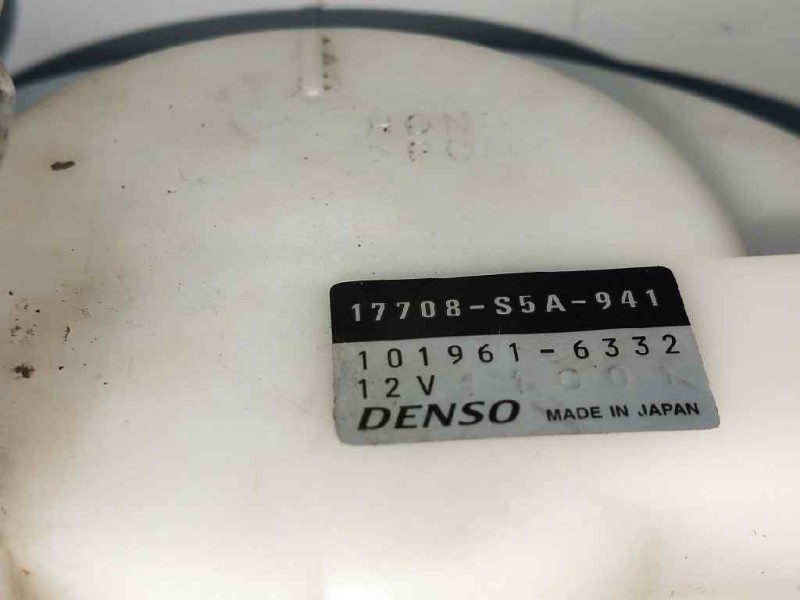 17708-S5A-941
101961-6332
12V
DENSO MADE IN JAPAN